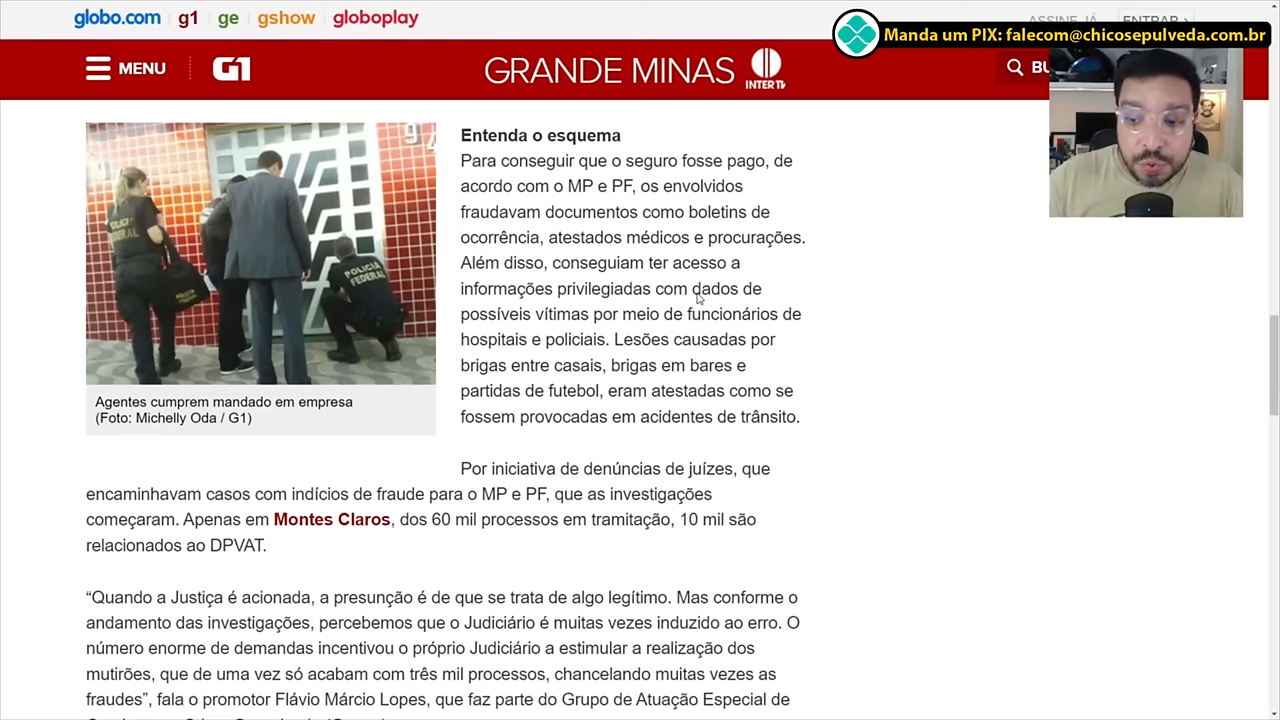 globo.com g1 ge gshow globoplay
ASSINE JÁ ENTRAR ›
Manda um PIX: falecom@chicosepulveda.com.br
MENU G1 GRANDE MINAS INTER TV BU
Entenda o esquema
Para conseguir que o seguro fosse pago, de
acordo com o MP e PF, os envolvidos
fraudavam documentos como boletins de
ocorrência, atestados médicos e procurações.
Além disso, conseguiam ter acesso a
informações privilegiadas com dados de
possíveis vítimas por meio de funcionários de
hospitais e policiais. Lesões causadas por
brigas entre casais, brigas em bares e
partidas de futebol, eram atestadas como se
fossem provocadas em acidentes de trânsito.
POLICIA
FEDERAL
POLICIA
FEDERAL
Agentes cumprem mandado em empresa
(Foto: Michelly Oda / G1)
Por iniciativa de denúncias de juízes, que
encaminhavam casos com indícios de fraude para o MP e PF, que as investigações
começaram. Apenas em Montes Claros, dos 60 mil processos em tramitação, 10 mil são
relacionados ao DPVAT.
“Quando a Justiça é acionada, a presunção é de que se trata de algo legítimo. Mas conforme o
andamento das investigações, percebemos que o Judiciário é muitas vezes induzido ao erro. O
número enorme de demandas incentivou o próprio Judiciário a estimular a realização dos
mutirões, que de uma vez só acabam com três mil processos, chancelando muitas vezes as
fraudes”, fala o promotor Flávio Márcio Lopes, que faz parte do Grupo de Atuação Especial de